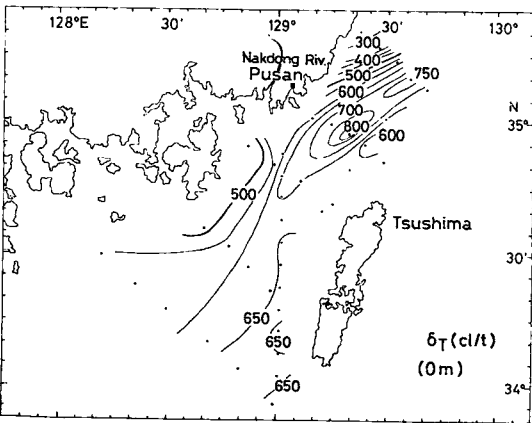 128°E 30' 129° 30' 130°
300
400
500
600
750
Nakdong Riv.
Pusan
700
800
600
N
35°
500
Tsushima
30'
650
650
650
δT(cl/t)
(0m)
34°